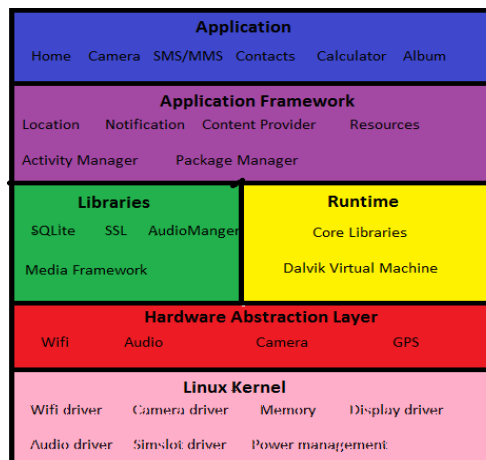 Application
Home Camera SMS/MMS Contacts Calculator Album
Application Framework
Location Notification Content Provider Resources
Activity Manager Package Manager
Libraries
SQLite SSL AudioManger
Media Framework
Runtime
Core Libraries
Dalvik Virtual Machine
Hardware Abstraction Layer
Wifi Audio Camera GPS
Linux Kernel
Wifi driver Camera driver Memory Display driver
Audio driver Simslot driver Power management